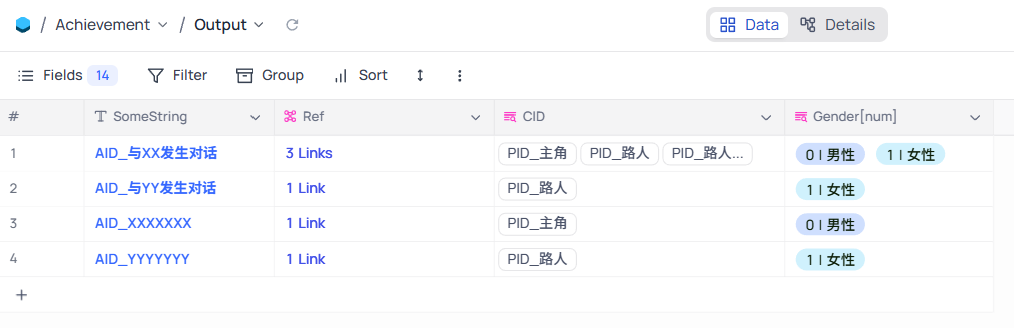 / Achievement / Output Data Details
Fields 14 Filter Group Sort
# SomeString Ref CID Gender[num]
1 AID_与XX发生对话 3 Links PID_主角 PID_路人 PID_路人... 0 | 男性 1 | 女性
2 AID_与YY发生对话 1 Link PID_路人 1 | 女性
3 AID_XXXXXXX 1 Link PID_主角 0 | 男性
4 AID_YYYYYYY 1 Link PID_路人 1 | 女性
+